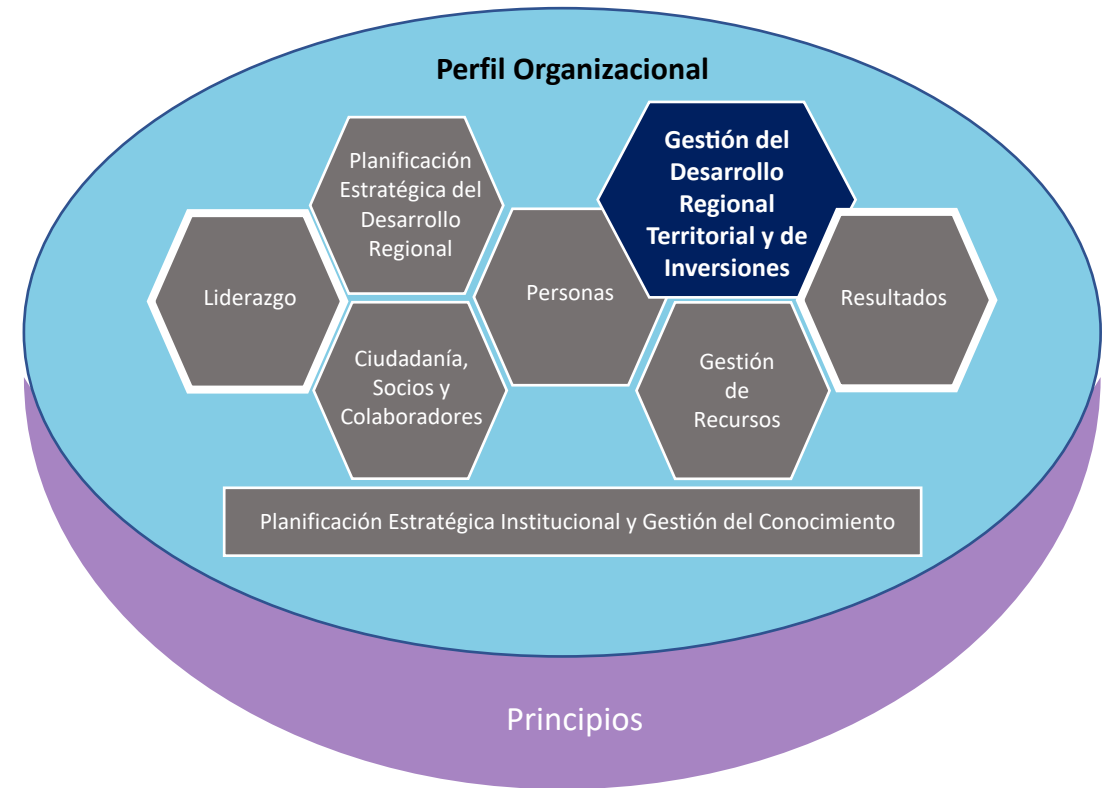 Perfil Organizacional
Planificación
Estratégica del
Desarrollo
Regional
Gestión del
Desarrollo
Regional
Territorial y de
Inversiones
Liderazgo
Personas
Resultados
Ciudadanía,
Socios y
Colaboradores
Gestión
de
Recursos
Planificación Estratégica Institucional y Gestión del Conocimiento
Principios